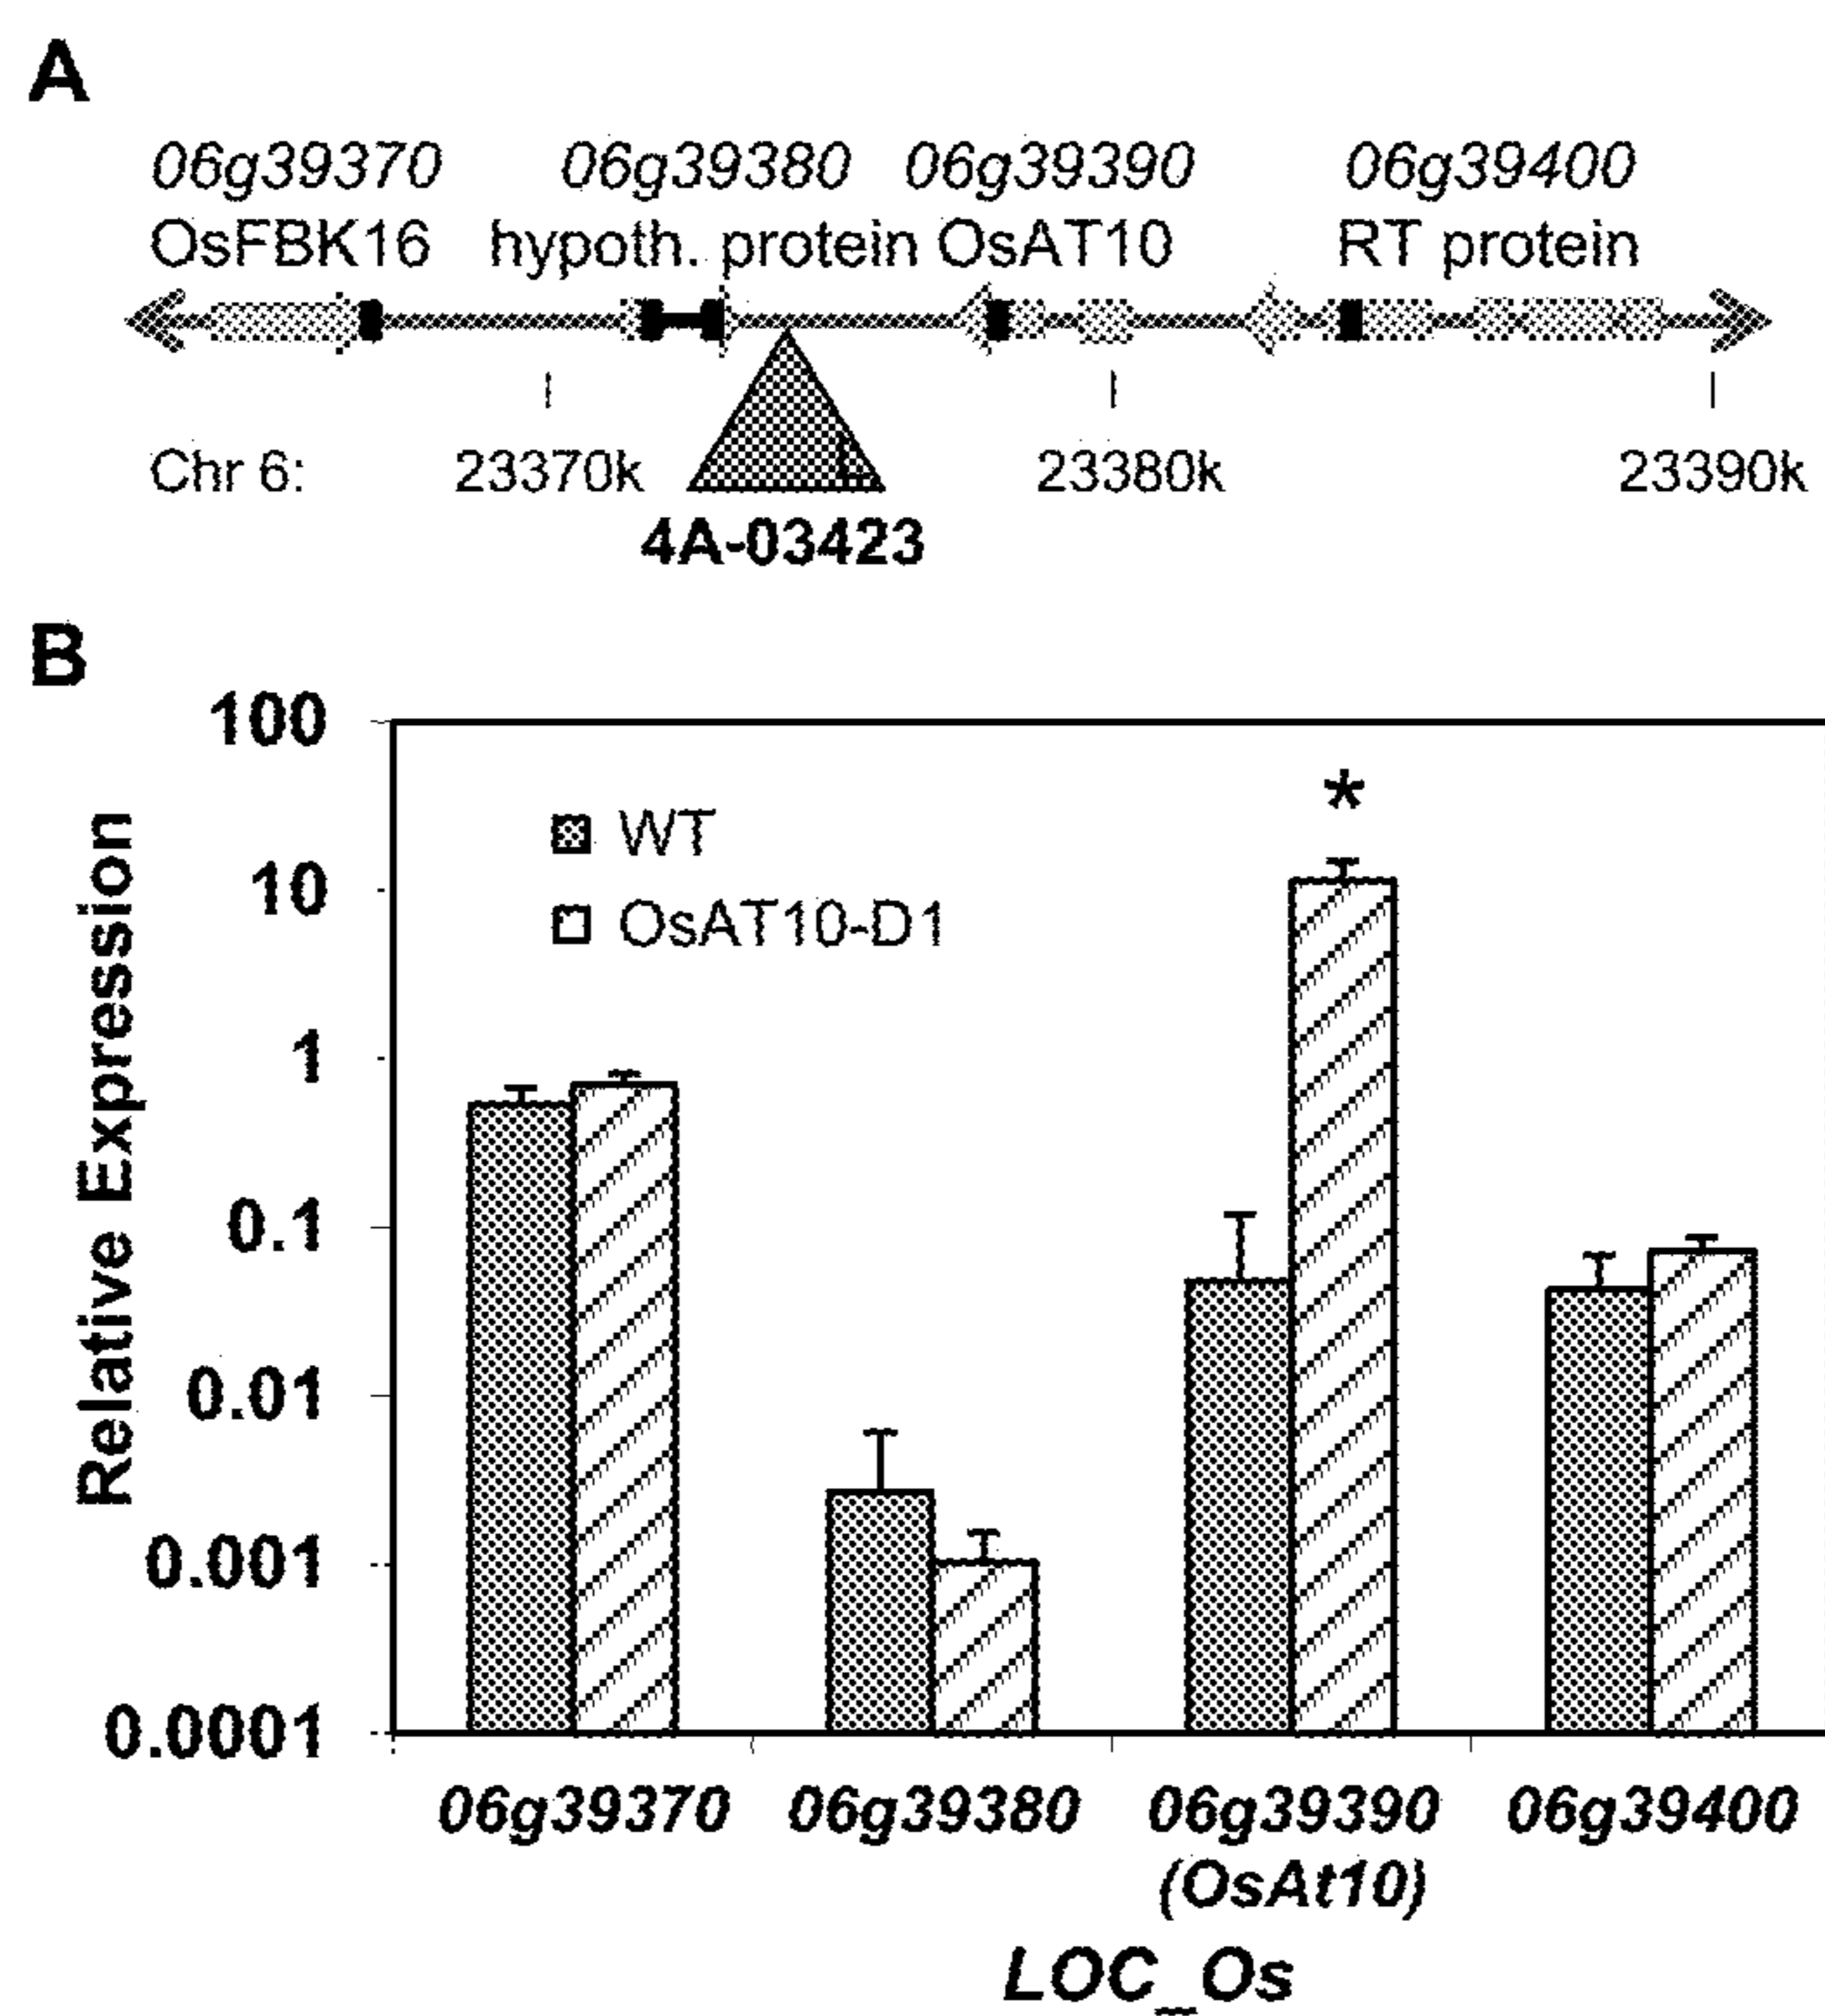 A
06g39370 06g39380 06g39390 06g39400
OsFBK16 hypoth. protein OsAT10 RT protein
Chr 6: 23370k 23380k 23390k
4A-03423
B
100
10
1
0.1
0.01
0.001
0.0001
Relative Expression
WT
OsAT10-D1
*
06g39370 06g39380 06g39390 06g39400
(OsAt10)
LOC_Os